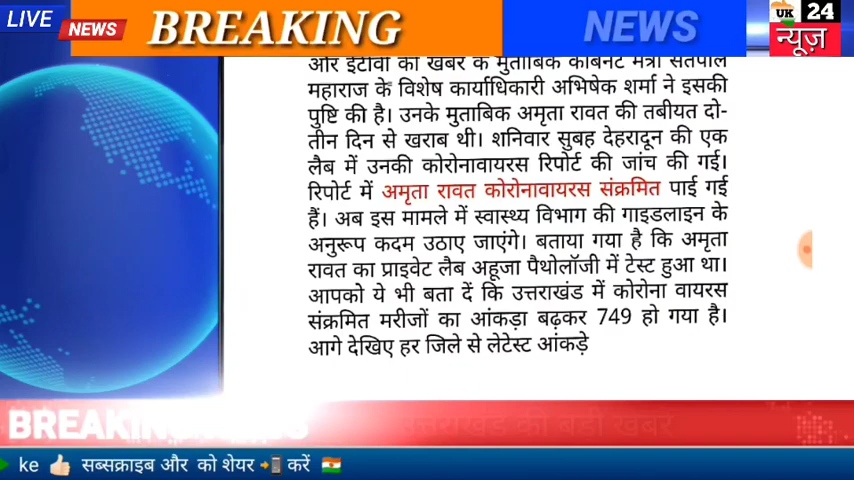 LIVE
NEWS
BREAKING
NEWS
UK 24
न्यूज़
और ईटीवी की खबर के मुताबिक कैबिनेट मंत्री सतपाल
महाराज के विशेष कार्याधिकारी अभिषेक शर्मा ने इसकी
पुष्टि की है। उनके मुताबिक अमृता रावत की तबीयत दो-
तीन दिन से खराब थी। शनिवार सुबह देहरादून की एक
लैब में उनकी कोरोनावायरस रिपोर्ट की जांच की गई।
रिपोर्ट में अमृता रावत कोरोनावायरस संक्रमित पाई गई
हैं। अब इस मामले में स्वास्थ्य विभाग की गाइडलाइन के
अनुरूप कदम उठाए जाएंगे। बताया गया है कि अमृता
रावत का प्राइवेट लैब अहूजा पैथोलॉजी में टेस्ट हुआ था।
आपको ये भी बता दें कि उत्तराखंड में कोरोना वायरस
संक्रमित मरीजों का आंकड़ा बढ़कर 749 हो गया है।
आगे देखिए हर जिले से लेटेस्ट आंकड़े
BREAKING NEWS
उत्तराखंड की बड़ी खबर
ke 👍🏻 सब्सक्राइब और को शेयर 📲 करें 🇮🇳